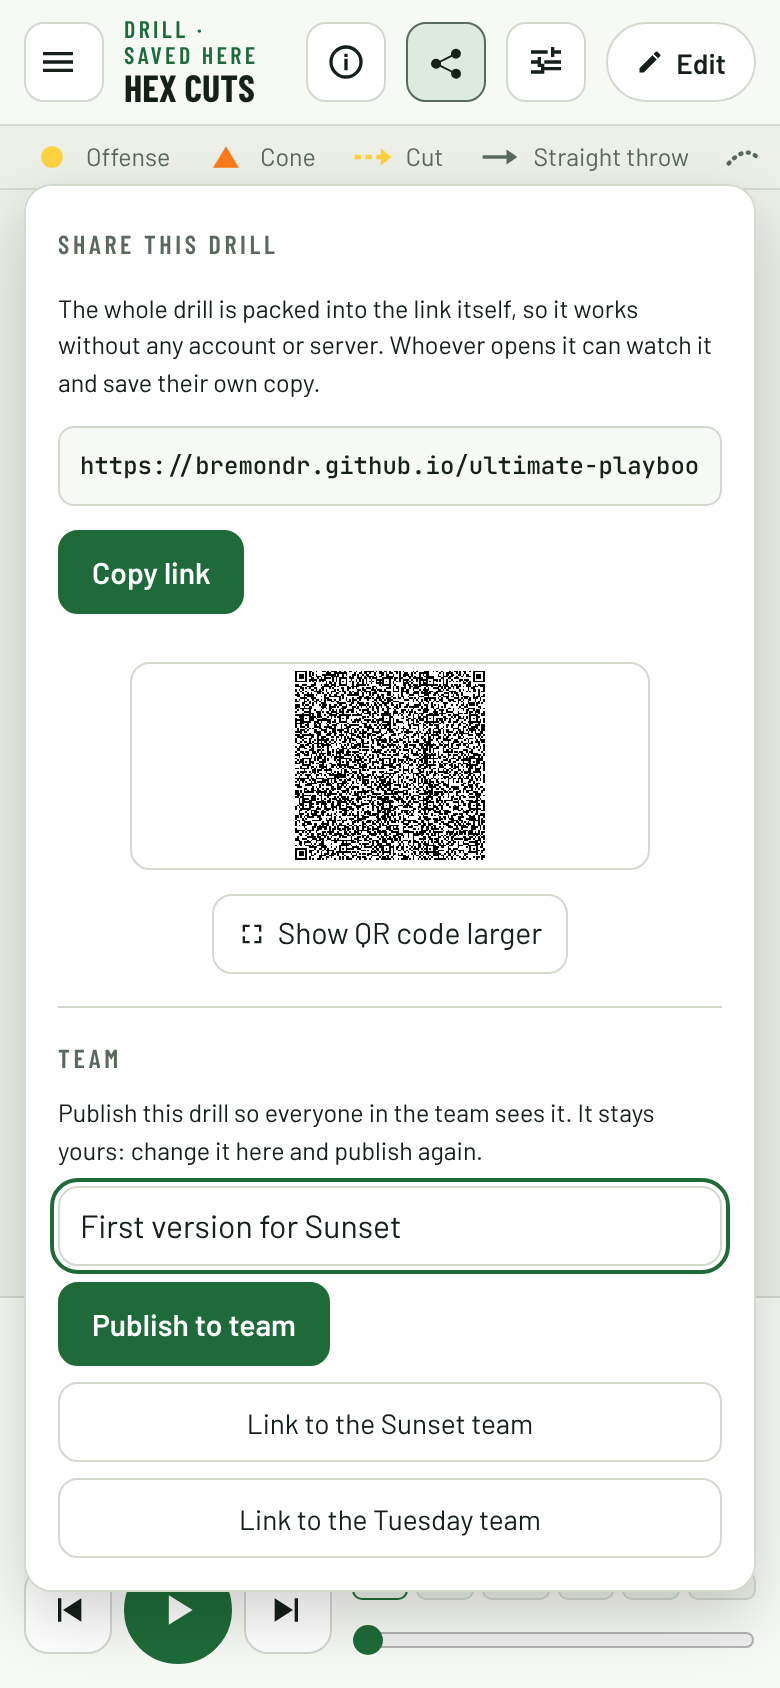 DRILL ·
SAVED HERE
HEX CUTS
Edit
Offense
Cone
Cut
Straight throw
SHARE THIS DRILL
The whole drill is packed into the link itself, so it works
without any account or server. Whoever opens it can watch it
and save their own copy.
https://bremondr.github.io/ultimate-playboo
Copy link
Show QR code larger
TEAM
Publish this drill so everyone in the team sees it. It stays
yours: change it here and publish again.
First version for Sunset
Publish to team
Link to the Sunset team
Link to the Tuesday team